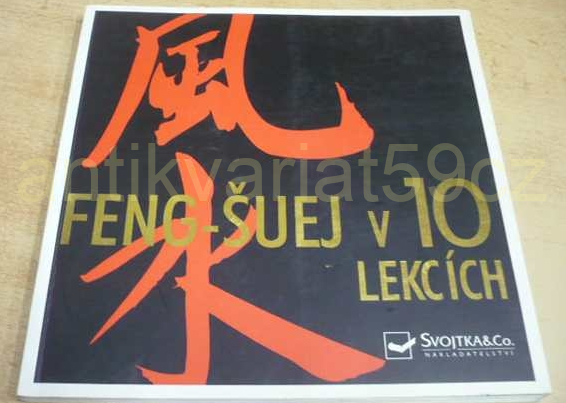 風
水
antikvariat59cz
FENG-ŠUEJ V 10
LEKCÍCH
SVOJTKA&CO.
NAKLADATELSTVÍ